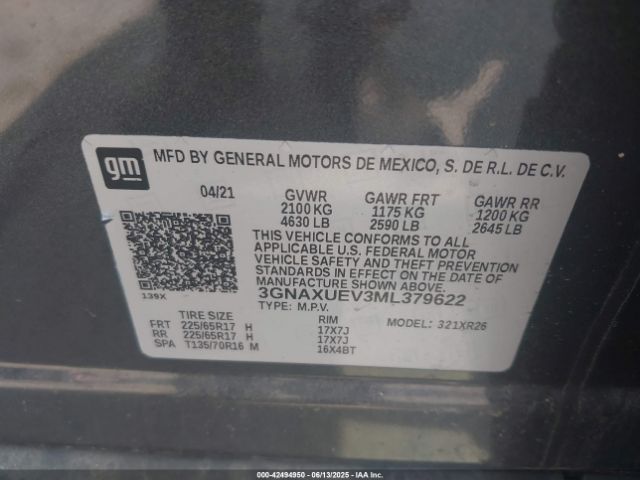 gm
MFD BY GENERAL MOTORS DE MEXICO, S. DE R.L. DE C.V.
04/21 GVWR GAWR FRT GAWR RR
2100 KG 1175 KG 1200 KG
4630 LB 2590 LB 2645 LB
THIS VEHICLE CONFORMS TO ALL
APPLICABLE U.S. FEDERAL MOTOR
VEHICLE SAFETY AND THEFT PREVENTION
STANDARDS IN EFFECT ON THE DATE OF
MANUFACTURE SHOWN ABOVE.
139X 3GNAXUEV3ML379622
TYPE: M.P.V.
TIRE SIZE RIM MODEL: 321XR26
FRT 225/65R17 H 17X7J
RR 225/65R17 H 17X7J
SPA T135/70R16 M 16X4BT
000-42494950 - 06/13/2025 - IAA Inc.